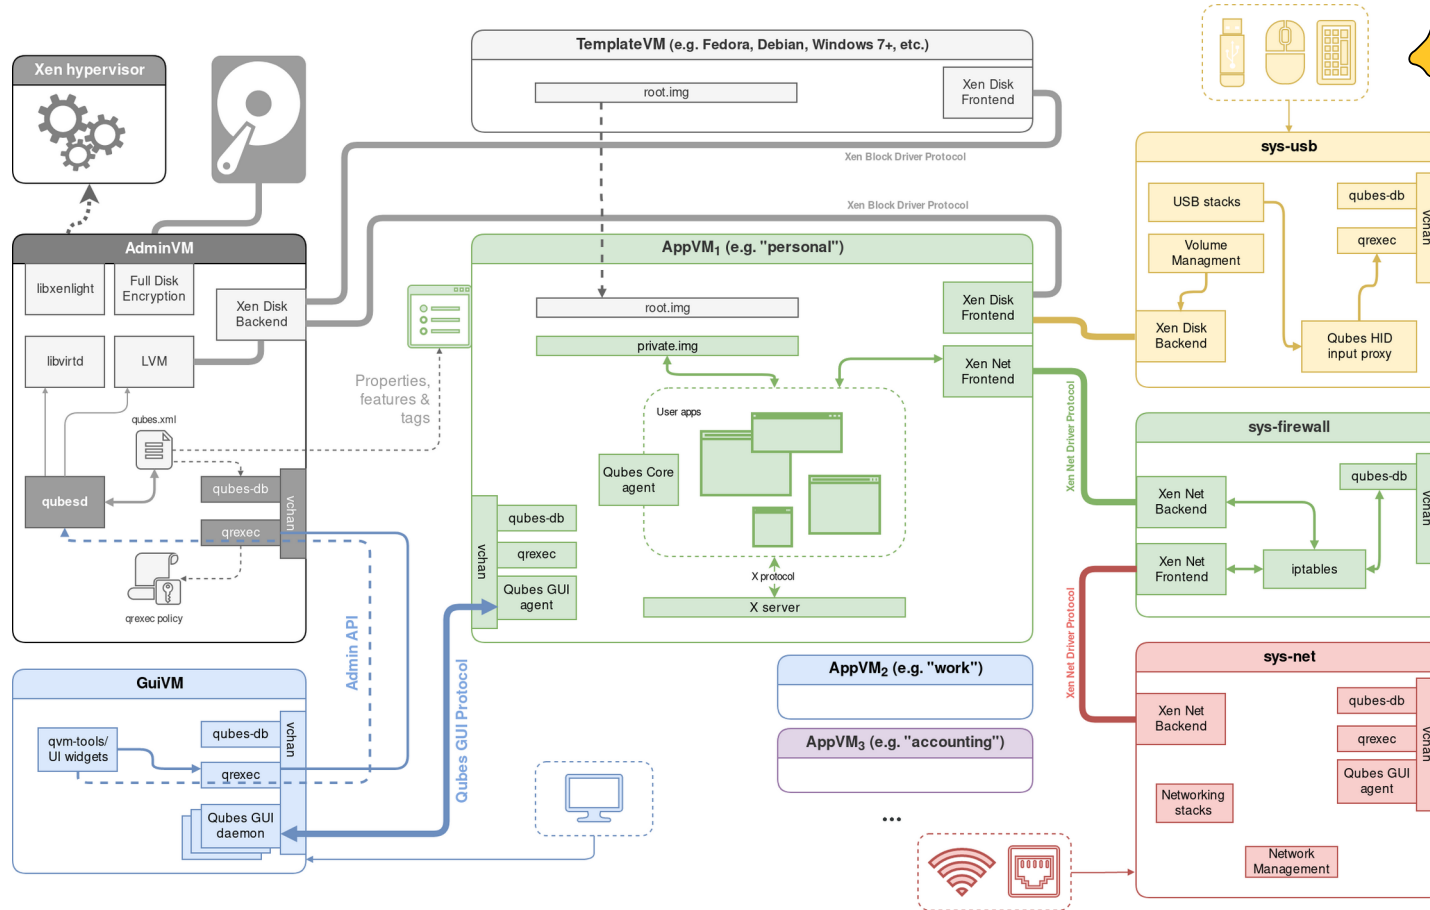 Xen hypervisor
TemplateVM (e.g. Fedora, Debian, Windows 7+, etc.)
root.img
Xen Disk
Frontend
Xen Block Driver Protocol
Xen Block Driver Protocol
AdminVM
libxenlight
Full Disk
Encryption
Xen Disk
Backend
libvirtd
LVM
qubes.xml
qubesd
qubes-db
qrexec
vchan
qrexec policy
Properties,
features &
tags
Admin API
GuiVM
qvm-tools/
UI widgets
qubes-db
qrexec
Qubes GUI
daemon
vchan
Qubes GUI Protocol
AppVM1 (e.g. "personal")
root.img
private.img
Xen Disk
Frontend
Xen Net
Frontend
User apps
Qubes Core
agent
qubes-db
qrexec
Qubes GUI
agent
vchan
X protocol
X server
AppVM2 (e.g. "work")
AppVM3 (e.g. "accounting")
...
sys-usb
USB stacks
Volume
Managment
Xen Disk
Backend
qubes-db
qrexec
vchan
Qubes HID
input proxy
Xen Net Driver Protocol
sys-firewall
Xen Net
Backend
Xen Net
Frontend
iptables
qubes-db
vchan
Xen Net Driver Protocol
sys-net
Xen Net
Backend
qubes-db
qrexec
Qubes GUI
agent
vchan
Networking
stacks
Network
Management